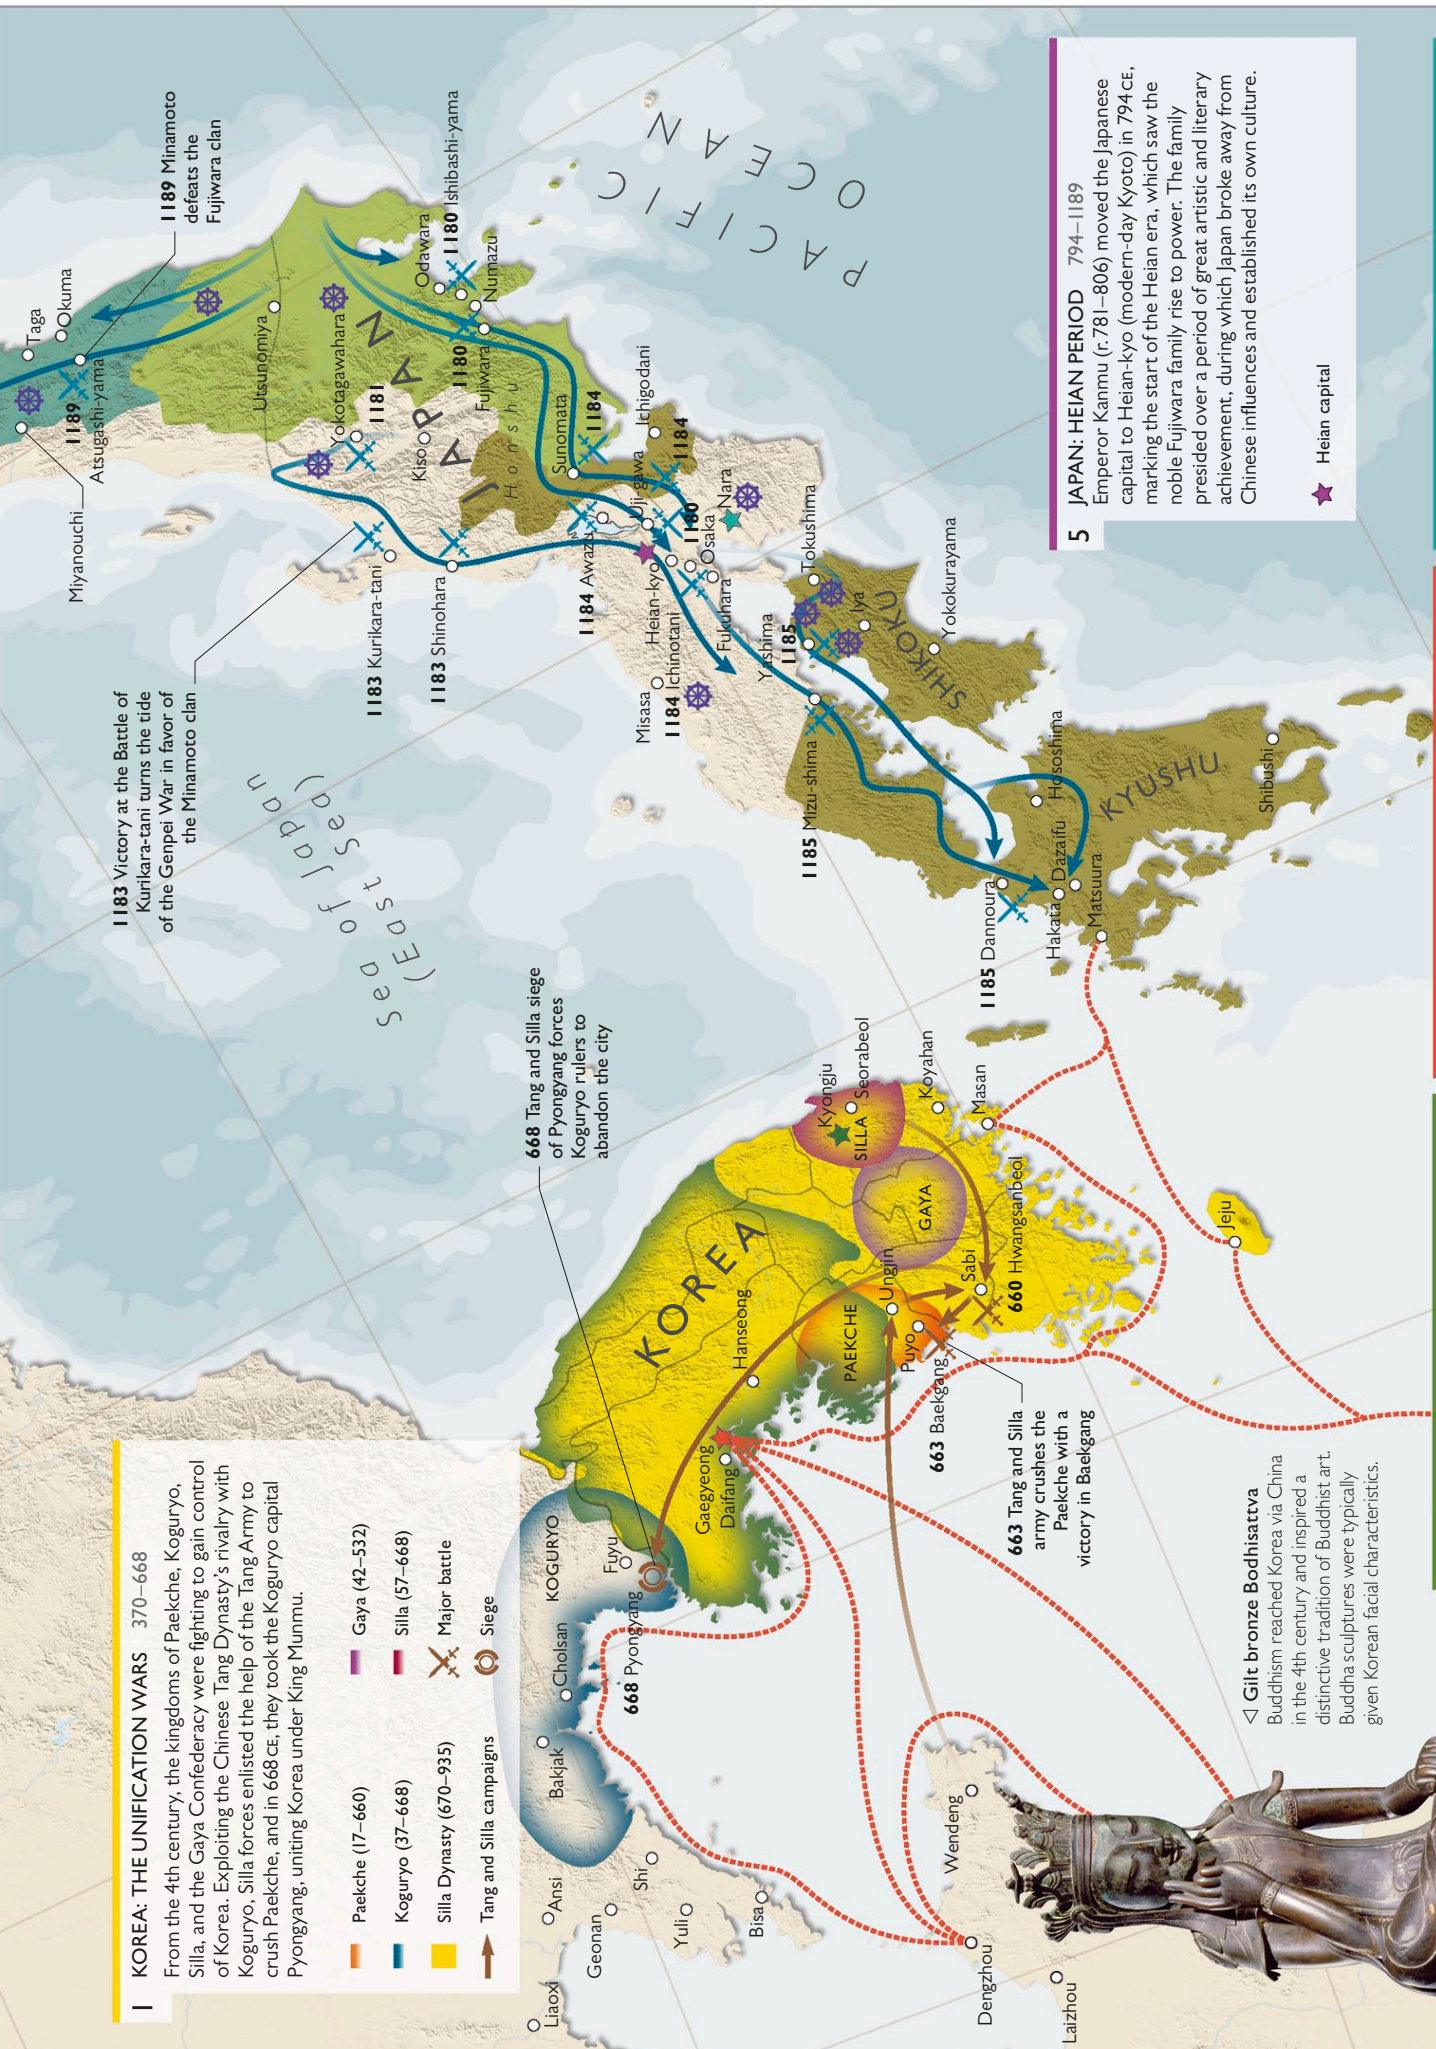 1 KOREA: THE UNIFICATION WARS 370–668
From the 4th century, the kingdoms of Paekche, Koguryo,
Silla, and the Gaya Confederacy were fighting to gain control
of Korea. Exploiting the Chinese Tang Dynasty's rivalry with
Koguryo, Silla forces enlisted the help of the Tang Army to
crush Paekche, and in 668 CE, they took the Koguryo capital
Pyongyang, uniting Korea under King Munmu.
Paekche (17–660)
Koguryo (37–668)
Silla Dynasty (670–935)
Tang and Silla campaigns
Gaya (42–532)
Silla (57–668)
Major battle
Siege
1183 Victory at the Battle of
Kurikara-tani turns the tide
of the Genpei War in favor of
the Minamoto clan
1189 Minamoto
defeats the
Fujiwara clan
Sea of Japan
(East Sea)
668 Tang and Silla siege
of Pyongyang forces
Koguryo rulers to
abandon the city
Miyanouchi
Taga
Okuma
1189
Atsugashi-yama
Utsunomiya
Yokotagawahara
1181
Kiso
JAPAN
Honshu
Odawara
1180 Ishibashi-yama
Numazu
1180
Fujiwara
Sunomata
1184
Ichigodani
1184
1183 Kurikara-tani
1183 Shinohara
1184 Awazu
Uji-gawa
1180
Nara
Osaka
Heian-kyo
Fukuhara
Misasa
1184 Ichinotani
Tokushima
Yashima
1185
Iya
SHIKOKU
Yokokurayama
1185 Mizu-shima
Hososhima
KYUSHU
Shibushi
1185 Dannoura
Hakata
Dazaifu
Matsuura
PACIFIC
OCEAN
Liaoxi
Ansi
Geonan
Shi
Yuli
Bisa
Bakjak
Cholsan
KOGURYO
Fuyu
668 Pyongyang
KOREA
Gaegyeong
Daifang
Hanseong
PAEKCHE
Ungjin
Puyo
663 Baekgang
Sabi
660 Hwangsanbeol
GAYA
SILLA
Kyongju
Seorabeol
Koyahan
Masan
Jeju
Wendeng
Dengzhou
Laizhou
663 Tang and Silla
army crushes the
Paekche with a
victory in Baekgang
◁ Gilt bronze Bodhisattva
Buddhism reached Korea via China
in the 4th century and inspired a
distinctive tradition of Buddhist art.
Buddha sculptures were typically
given Korean facial characteristics.
5 JAPAN: HEIAN PERIOD 794–1189
Emperor Kanmu (r. 781–806) moved the Japanese
capital to Heian-kyo (modern-day Kyoto) in 794 CE,
marking the start of the Heian era, which saw the
noble Fujiwara family rise to power. The family
presided over a period of great artistic and literary
achievement, during which Japan broke away from
Chinese influences and established its own culture.
Heian capital